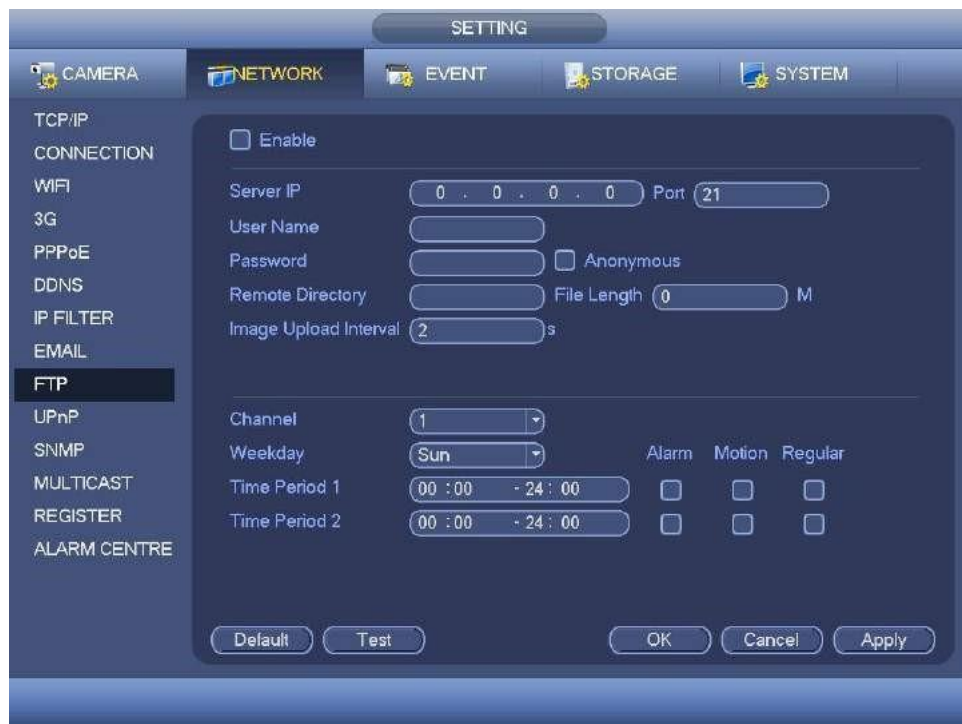 SETTING
CAMERA NETWORK EVENT STORAGE SYSTEM
TCP/IP
CONNECTION
WIFI
3G
PPPoE
DDNS
IP FILTER
EMAIL
FTP
UPnP
SNMP
MULTICAST
REGISTER
ALARM CENTRE
Enable
Server IP 0 . 0 . 0 . 0 Port 21
User Name
Password Anonymous
Remote Directory File Length 0 M
Image Upload Interval 2 s
Channel 1
Weekday Sun Alarm Motion Regular
Time Period 1 00 :00 - 24 : 00
Time Period 2 00 :00 - 24 : 00
Default Test OK Cancel Apply